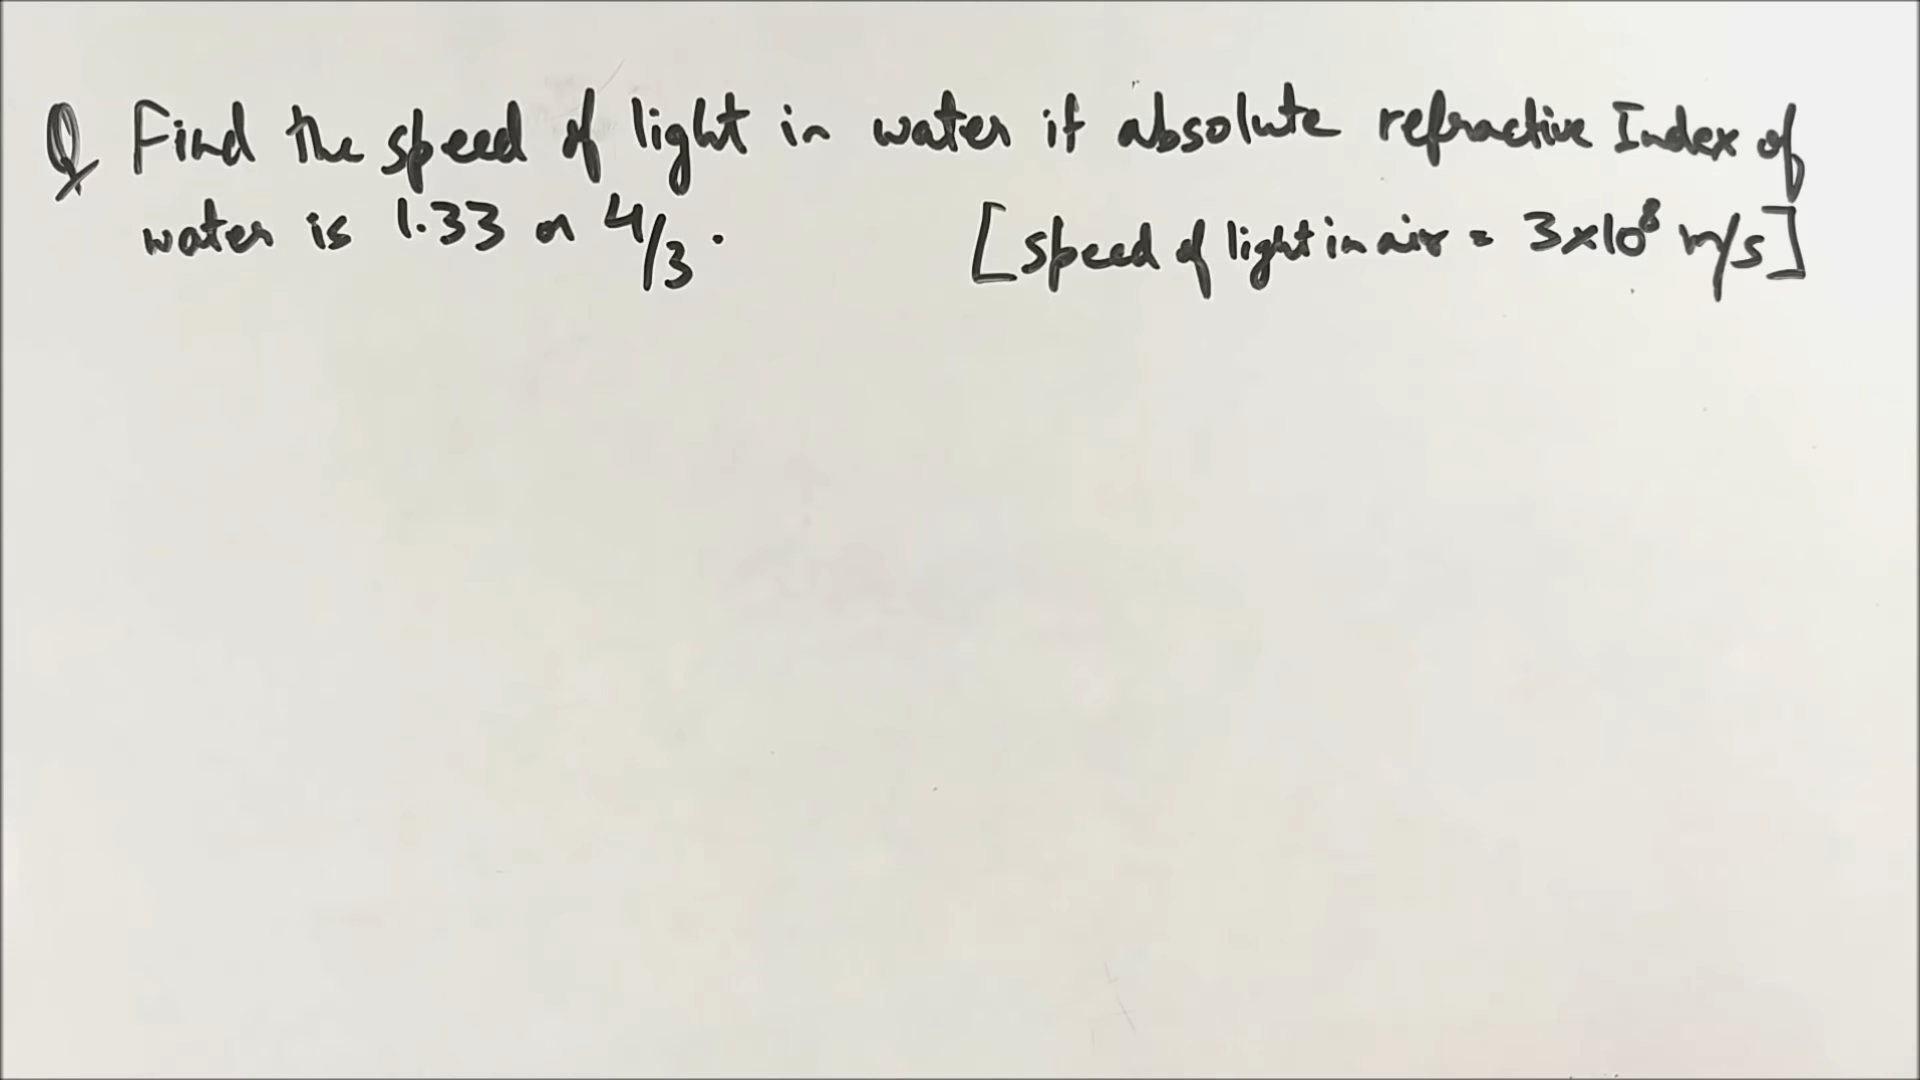 Q Find the speed of light in water if absolute refractive Index of
water is 1.33 or 4/3. [speed of light in air = 3×10⁸ m/s]